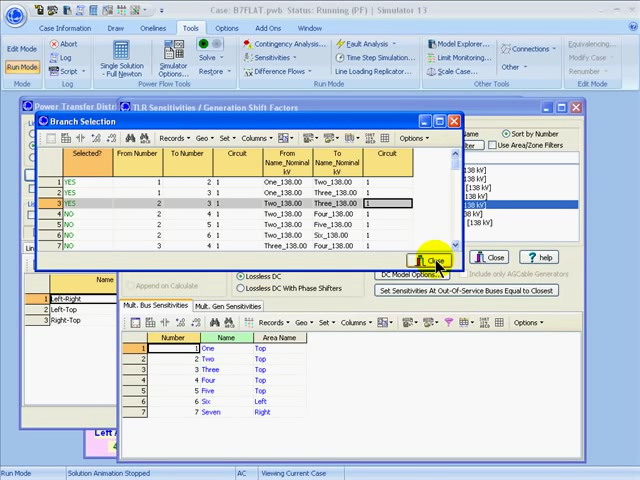 Case: B7FLAT.pwb Status: Running (PF) | Simulator 13
Case Information Draw Onelines Tools Options Add Ons Window
Edit Mode
Run Mode
Abort
Log
Script
Single Solution - Full Newton
Simulator Options...
Solve
Restore
Contingency Analysis...
Sensitivities
Difference Flows
Fault Analysis
Time Step Simulation...
Line Loading Replicator...
Model Explorer...
Limit Monitoring...
Scale Case...
Connections
Other
Equivalencing...
Modify Case
Renumber
Mode Log Power Flow Tools Run Mode Other Tools Edit Mode
Power Transfer Distri
TLR Sensitivities / Generation Shift Factors
Branch Selection
Records Geo Set Columns Options
Selected? From Number To Number Circuit From Name_Nominal kV To Name_Nominal kV Circuit
1 YES 1 2 1 One_138.00 Two_138.00 1
2 YES 1 3 1 One_138.00 Three_138.00 1
3 YES 2 3 1 Two_138.00 Three_138.00 1
4 NO 2 4 1 Two_138.00 Four_138.00 1
5 NO 2 5 1 Two_138.00 Five_138.00 1
6 NO 2 6 1 Two_138.00 Six_138.00 1
7 NO 3 4 1 Three_138.00 Four_138.00 1
Close
Name Sort by Number
Use Area/Zone Filters
Close help
Append on Calculate
Lossless DC
Lossless DC With Phase Shifters
DC Model Options...
Include only AGCable Generators
Set Sensitivities At Out-Of-Service Buses Equal to Closest
Name
1 Left-Right
2 Left-Top
3 Right-Top
Mult. Bus Sensitivities Mult. Gen Sensitivities
Records Geo Set Columns Options
Number Name Area Name
1 1 One Top
2 2 Two Top
3 3 Three Top
4 4 Four Top
5 5 Five Top
6 6 Six Left
7 7 Seven Right
Run Mode Solution Animation Stopped AC Viewing Current Case